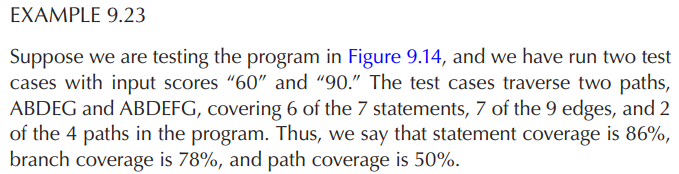 EXAMPLE 9.23
Suppose we are testing the program in Figure 9.14, and we have run two test
cases with input scores “60” and “90.” The test cases traverse two paths,
ABDEG and ABDEFG, covering 6 of the 7 statements, 7 of the 9 edges, and 2
of the 4 paths in the program. Thus, we say that statement coverage is 86%,
branch coverage is 78%, and path coverage is 50%.